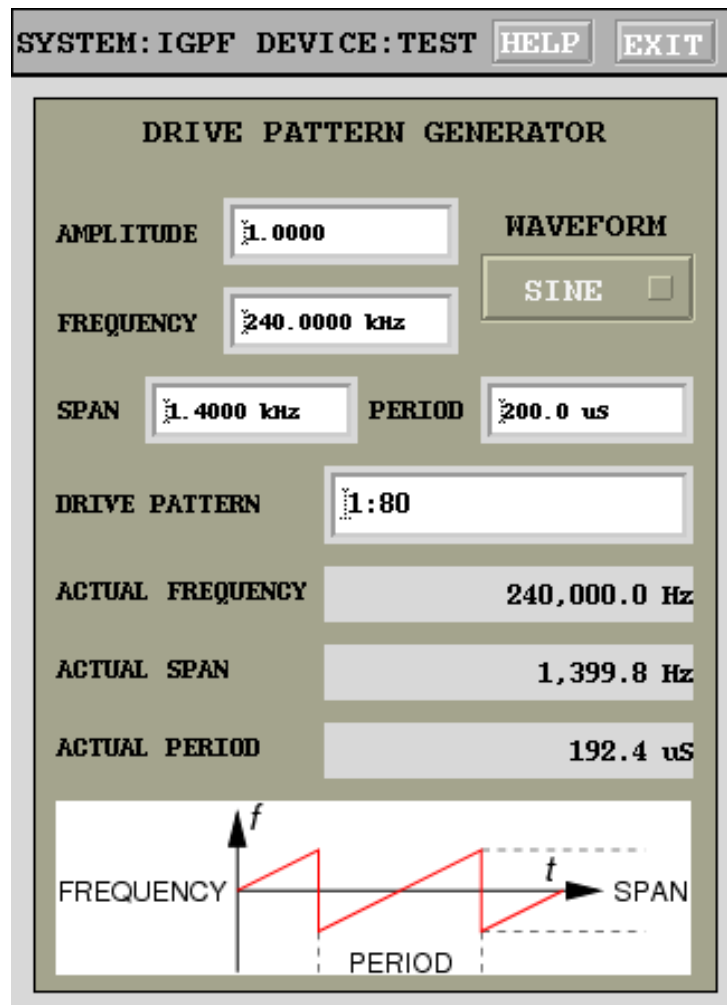 SYSTEM:IGPF DEVICE:TEST HELP EXIT
DRIVE PATTERN GENERATOR
AMPLITUDE 1.0000 WAVEFORM
SINE
FREQUENCY 240.0000 kHz
SPAN 1.4000 kHz PERIOD 200.0 uS
DRIVE PATTERN 1:80
ACTUAL FREQUENCY 240,000.0 Hz
ACTUAL SPAN 1,399.8 Hz
ACTUAL PERIOD 192.4 uS
f
t
FREQUENCY SPAN
PERIOD